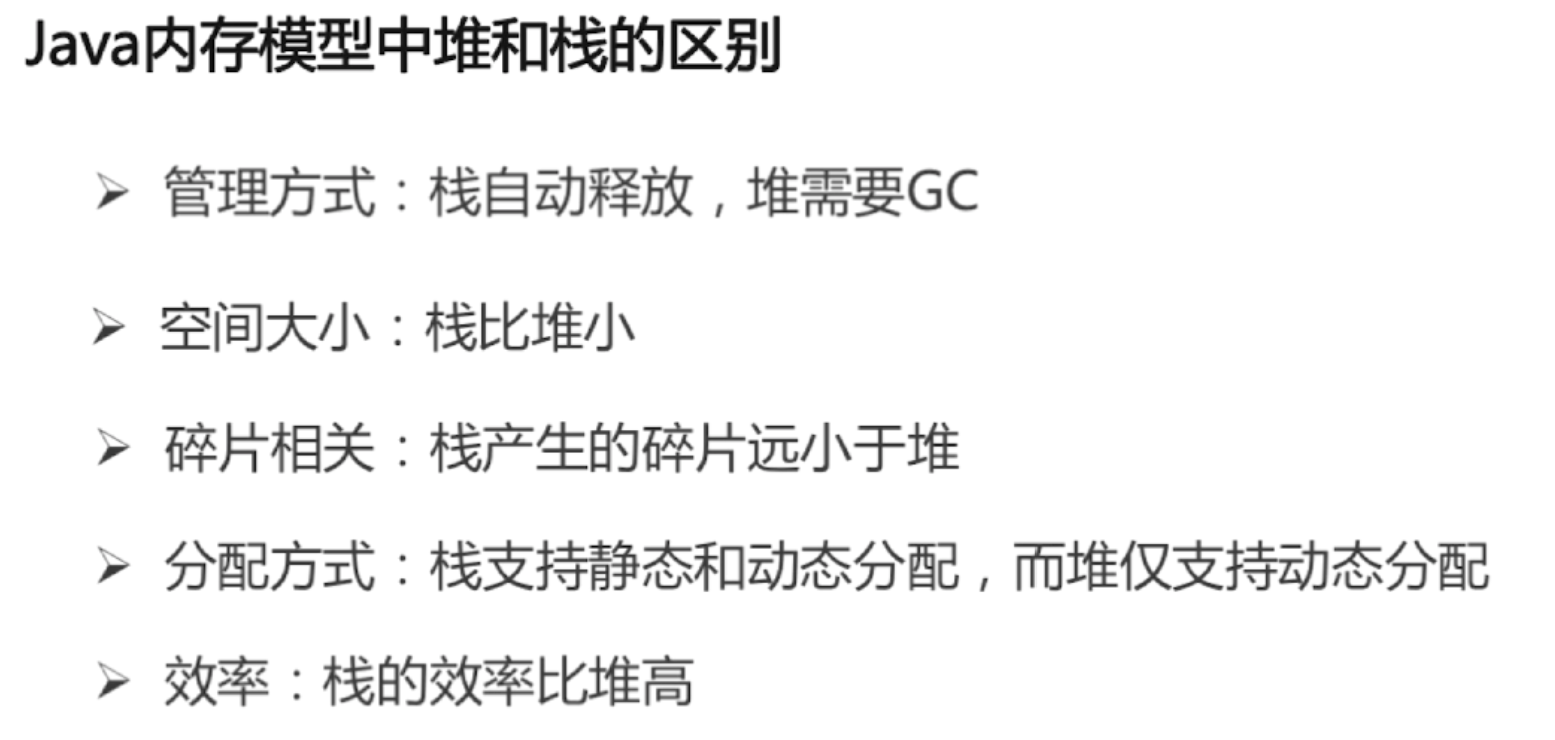 Java内存模型中堆和栈的区别
➢ 管理方式：栈自动释放，堆需要GC
➢ 空间大小：栈比堆小
➢ 碎片相关：栈产生的碎片远小于堆
➢ 分配方式：栈支持静态和动态分配，而堆仅支持动态分配
➢ 效率：栈的效率比堆高